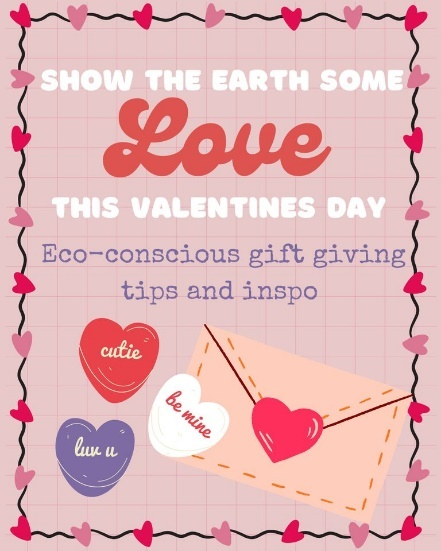 SHOW THE EARTH SOME
Love
THIS VALENTINES DAY
Eco-conscious gift giving
tips and inspo
cutie
be mine
luv u